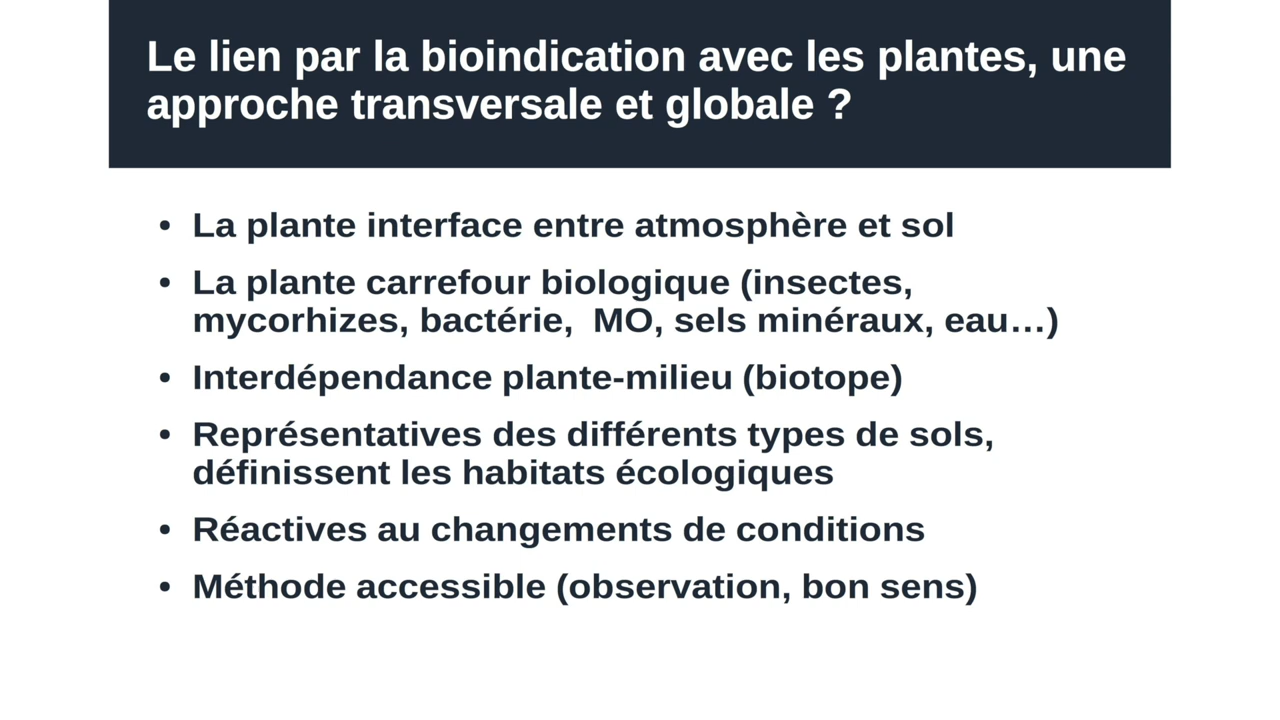 Le lien par la bioindication avec les plantes, une
approche transversale et globale ?
• La plante interface entre atmosphère et sol
• La plante carrefour biologique (insectes,
mycorhizes, bactérie,  MO, sels minéraux, eau…)
• Interdépendance plante-milieu (biotope)
• Représentatives des différents types de sols,
définissent les habitats écologiques
• Réactives au changements de conditions
• Méthode accessible (observation, bon sens)